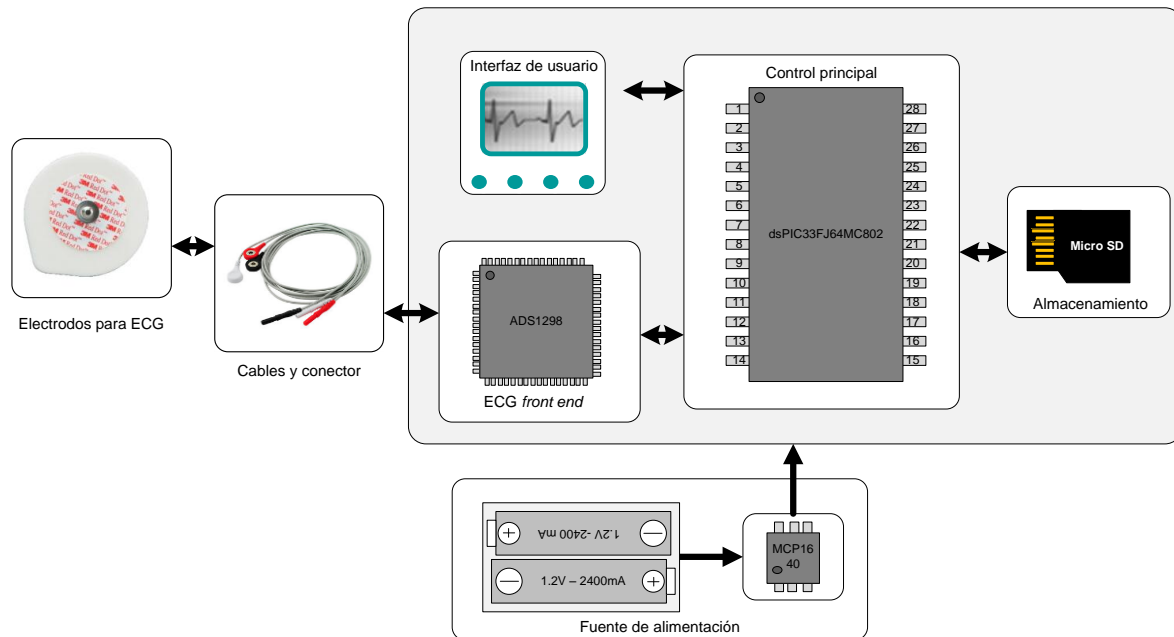 Interfaz de usuario
Control principal
1
2
3
4
5
6
7
8
9
10
11
12
13
14
28
27
26
25
24
23
22
21
20
19
18
17
16
15
dsPIC33FJ64MC802
Micro SD
Almacenamiento
3M Red Dot™
Electrodos para ECG
Cables y conector
ADS1298
ECG front end
1.2V -2400 mA
1.2V – 2400mA
MCP16
40
Fuente de alimentación